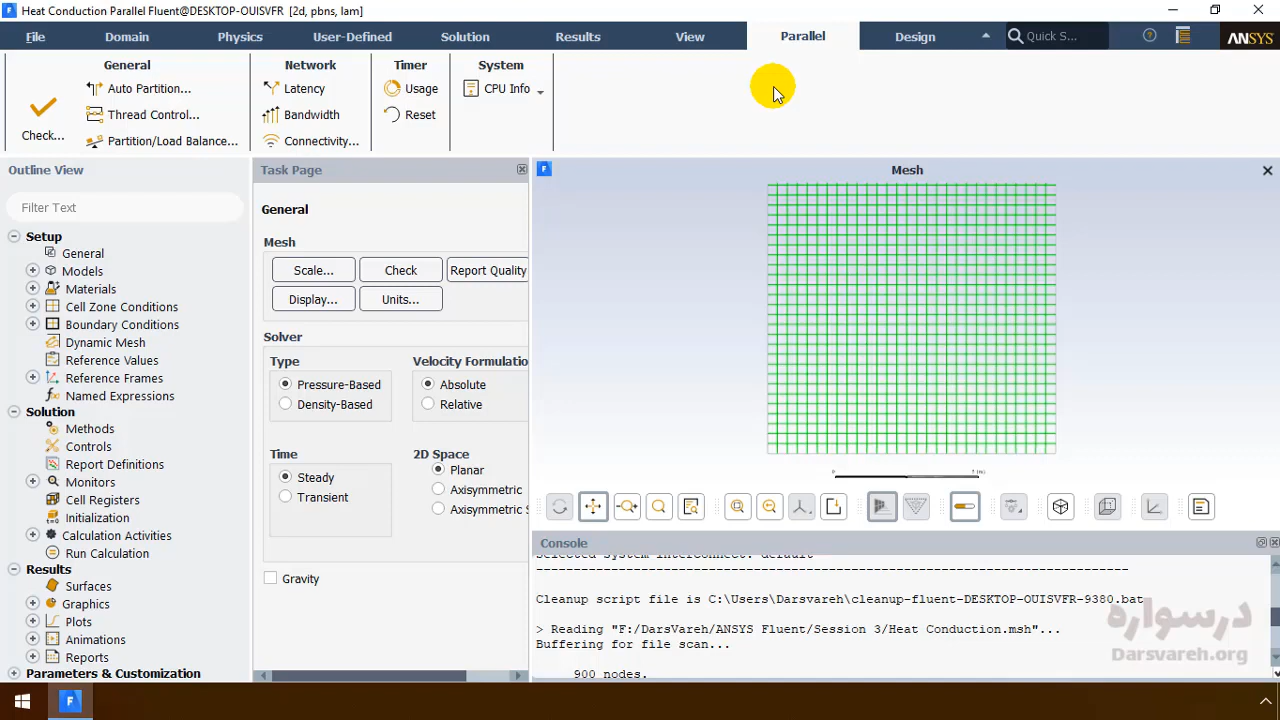 Heat Conduction Parallel Fluent@DESKTOP-OUISVFR [2d, pbns, lam]
File Domain Physics User-Defined Solution Results View Parallel Design Quick S... ANSYS
General Network Timer System
Check...
Auto Partition...
Thread Control...
Partition/Load Balance...
Latency
Bandwidth
Connectivity...
Usage
Reset
CPU Info
Outline View
Filter Text
Setup
General
Models
Materials
Cell Zone Conditions
Boundary Conditions
Dynamic Mesh
Reference Values
Reference Frames
Named Expressions
Solution
Methods
Controls
Report Definitions
Monitors
Cell Registers
Initialization
Calculation Activities
Run Calculation
Results
Surfaces
Graphics
Plots
Animations
Reports
Parameters & Customization
Task Page
General
Mesh
Scale... Check Report Quality
Display... Units...
Solver
Type
Pressure-Based
Density-Based
Velocity Formulatio
Absolute
Relative
Time
Steady
Transient
2D Space
Planar
Axisymmetric
Axisymmetric S
Gravity
Mesh
Console
Selected system interconnect: default
Cleanup script file is C:\Users\Darsvareh\cleanup-fluent-DESKTOP-OUISVFR-9380.bat
> Reading "F:/DarsVareh/ANSYS Fluent/Session 3/Heat Conduction.msh"...
Buffering for file scan...
900 nodes.
درسواره
Darsvareh.org